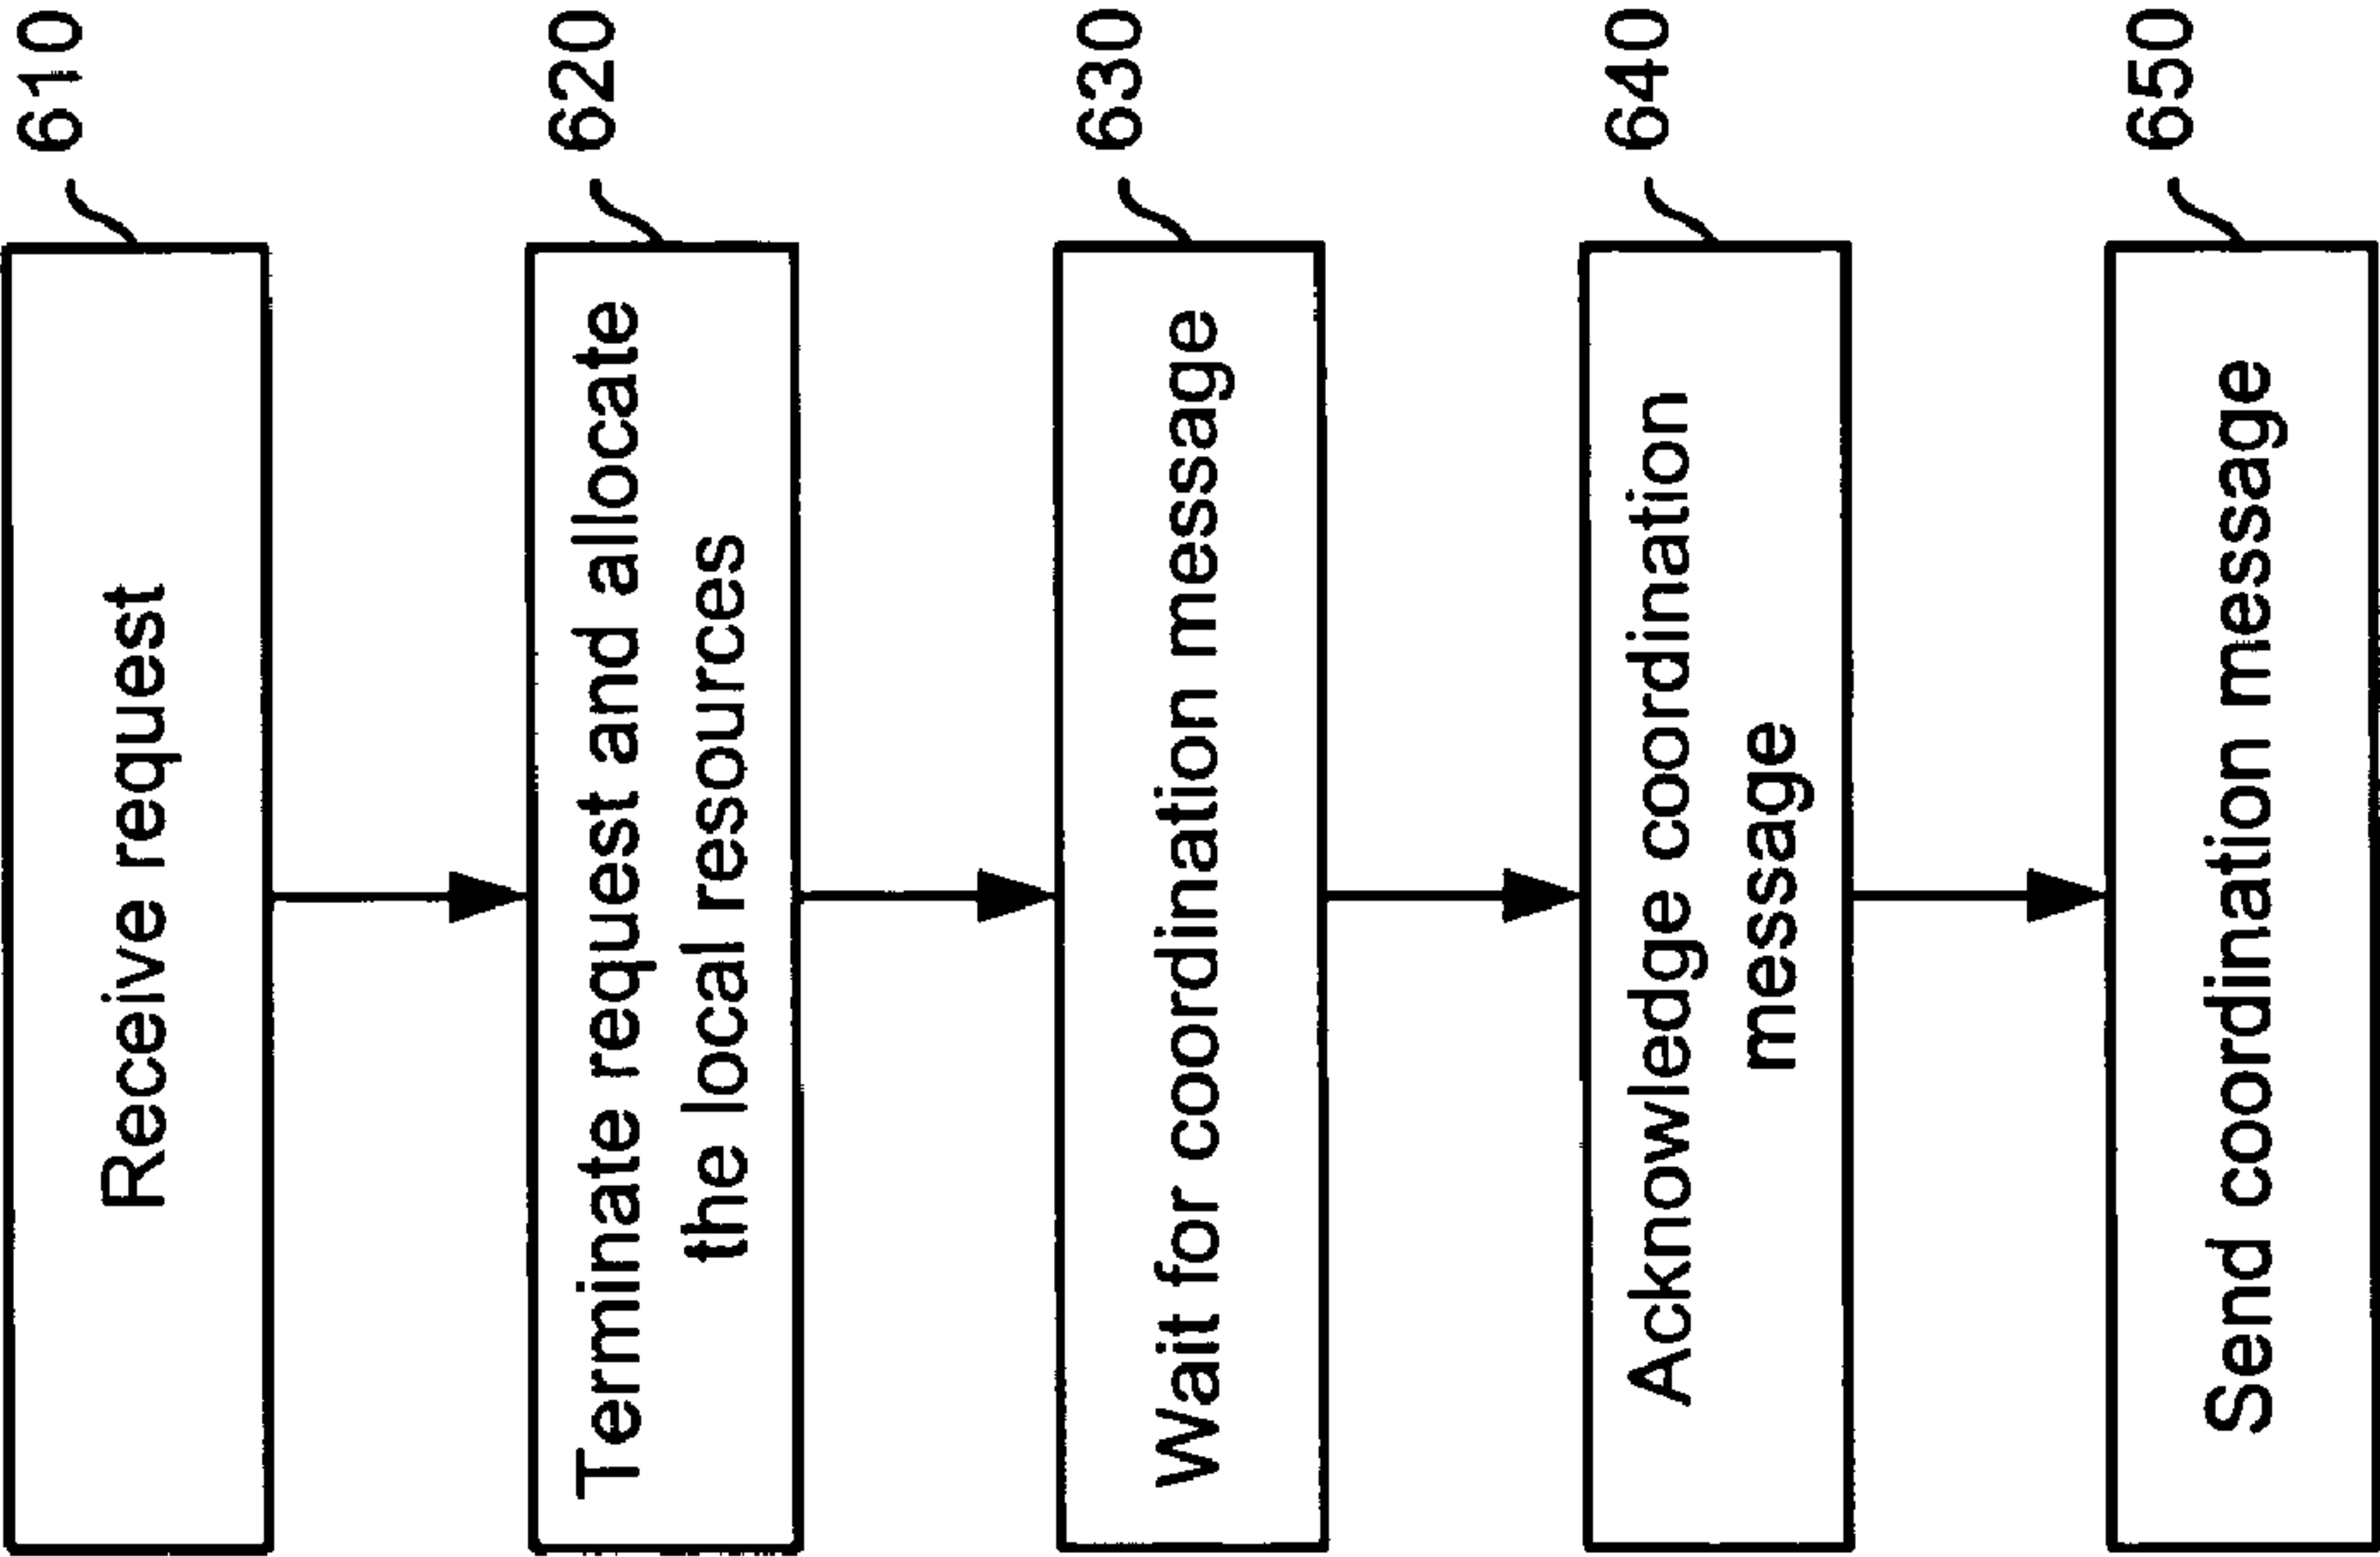 610
Receive request
620
Terminate request and allocate
the local resources
630
Wait for coordination message
640
Acknowledge coordination
message
650
Send coordination message